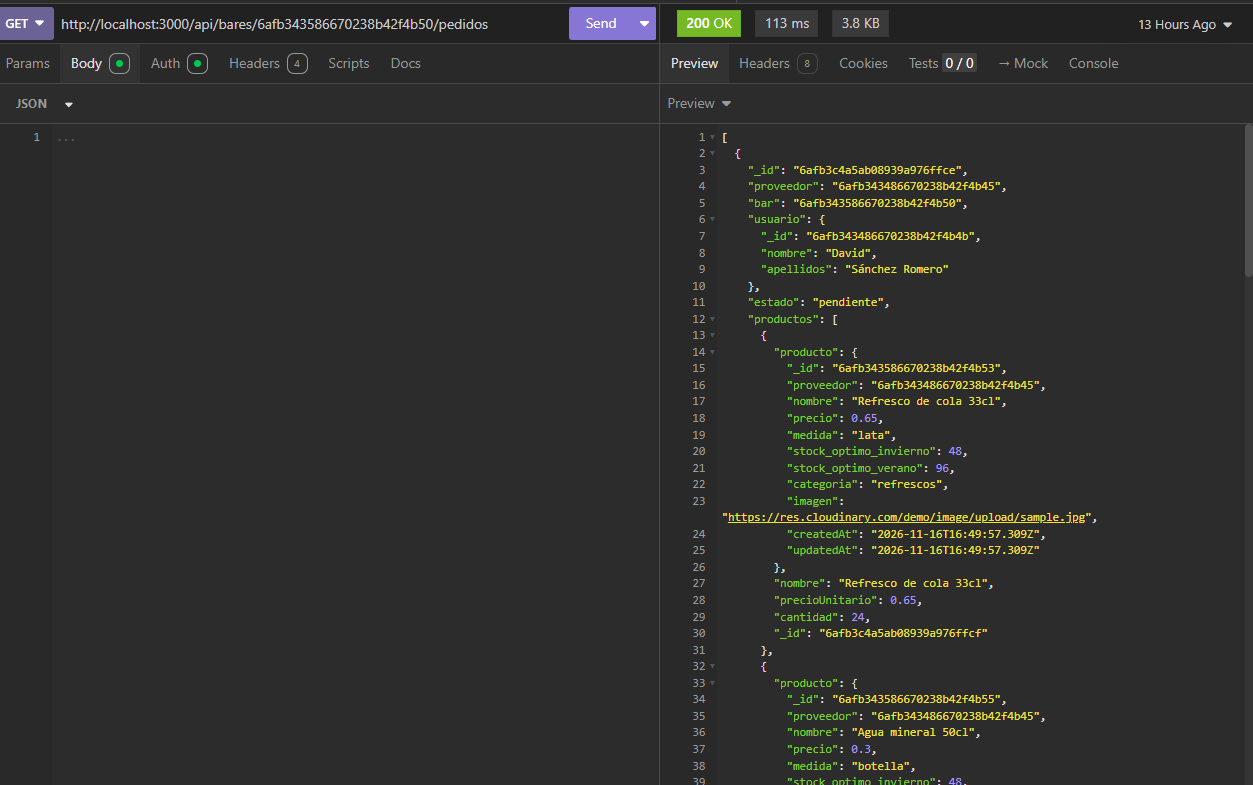 GET http://localhost:3000/api/bares/6afb343586670238b42f4b50/pedidos Send 200 OK 113 ms 3.8 KB 13 Hours Ago
Params Body Auth Headers 4 Scripts Docs Preview Headers 8 Cookies Tests 0 / 0 → Mock Console
JSON Preview
1 ...
1 [
2 {
3 "_id": "6afb3c4a5ab08939a976ffce",
4 "proveedor": "6afb343486670238b42f4b45",
5 "bar": "6afb343586670238b42f4b50",
6 "usuario": {
7 "_id": "6afb343486670238b42f4b4b",
8 "nombre": "David",
9 "apellidos": "Sánchez Romero"
10 },
11 "estado": "pendiente",
12 "productos": [
13 {
14 "producto": {
15 "_id": "6afb343586670238b42f4b53",
16 "proveedor": "6afb343486670238b42f4b45",
17 "nombre": "Refresco de cola 33cl",
18 "precio": 0.65,
19 "medida": "lata",
20 "stock_optimo_invierno": 48,
21 "stock_optimo_verano": 96,
22 "categoria": "refrescos",
23 "imagen":
"https://res.cloudinary.com/demo/image/upload/sample.jpg",
24 "createdAt": "2026-11-16T16:49:57.309Z",
25 "updatedAt": "2026-11-16T16:49:57.309Z"
26 },
27 "nombre": "Refresco de cola 33cl",
28 "precioUnitario": 0.65,
29 "cantidad": 24,
30 "_id": "6afb3c4a5ab08939a976ffcf"
31 },
32 {
33 "producto": {
34 "_id": "6afb343586670238b42f4b55",
35 "proveedor": "6afb343486670238b42f4b45",
36 "nombre": "Agua mineral 50cl",
37 "precio": 0.3,
38 "medida": "botella",
39 "stock_optimo_invierno": 48,